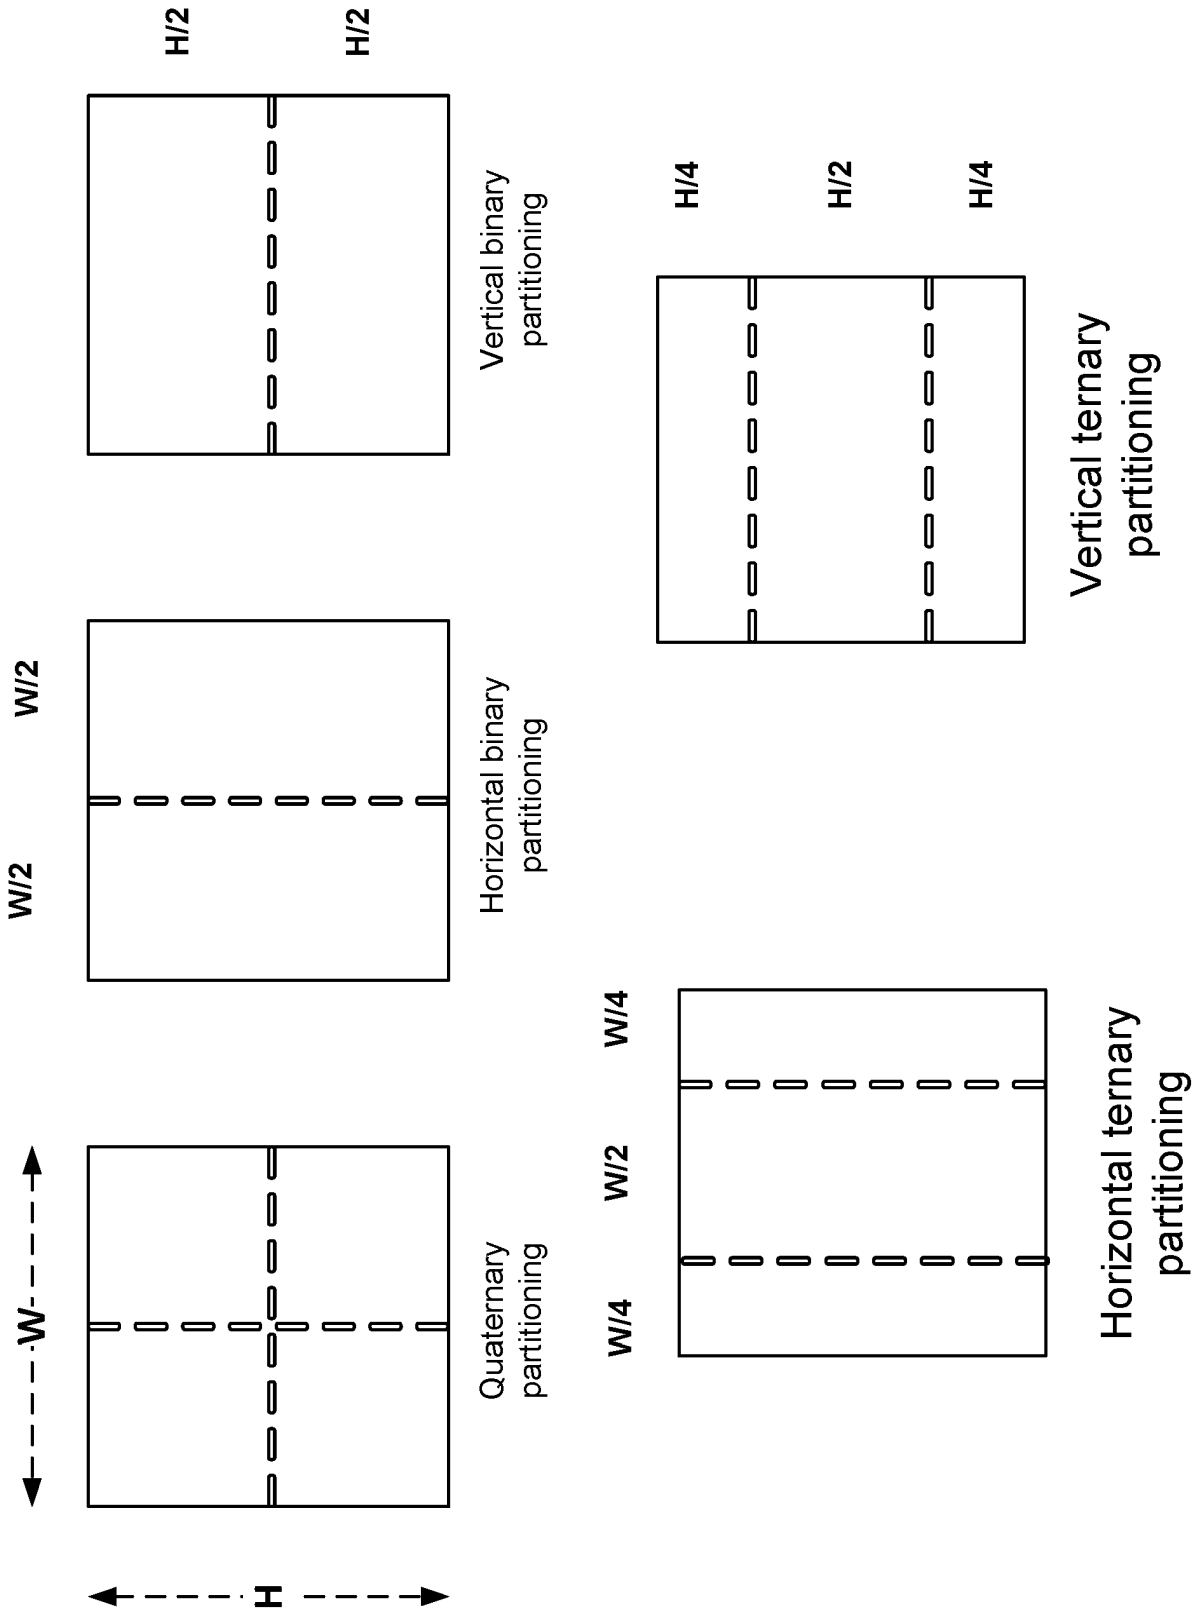 W
W/2
W/2
H
H/2
H/2
Quaternary
partitioning
Horizontal binary
partitioning
Vertical binary
partitioning
W/4
W/2
W/4
H/4
H/2
H/4
Horizontal ternary
partitioning
Vertical ternary
partitioning